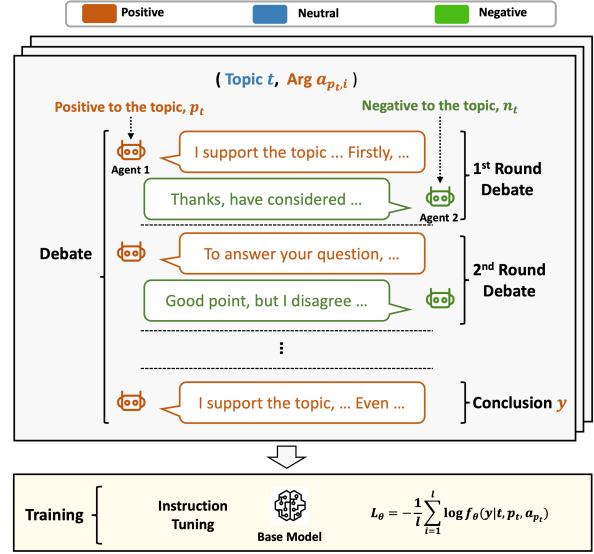 Positive Neutral Negative
( Topic t, Arg a_{p_t,i} )
Positive to the topic, p_t
Negative to the topic, n_t
I support the topic ... Firstly, ...
Agent 1
1st Round
Debate
Thanks, have considered ...
Agent 2
Debate
To answer your question, ...
2nd Round
Debate
Good point, but I disagree ...
⋮
I support the topic, ... Even ...
Conclusion y
Training
Instruction
Tuning
Base Model
L_θ = −\frac{1}{l} \sum_{i=1}^{l} log f_θ(y|t, p_t, a_{p_t})